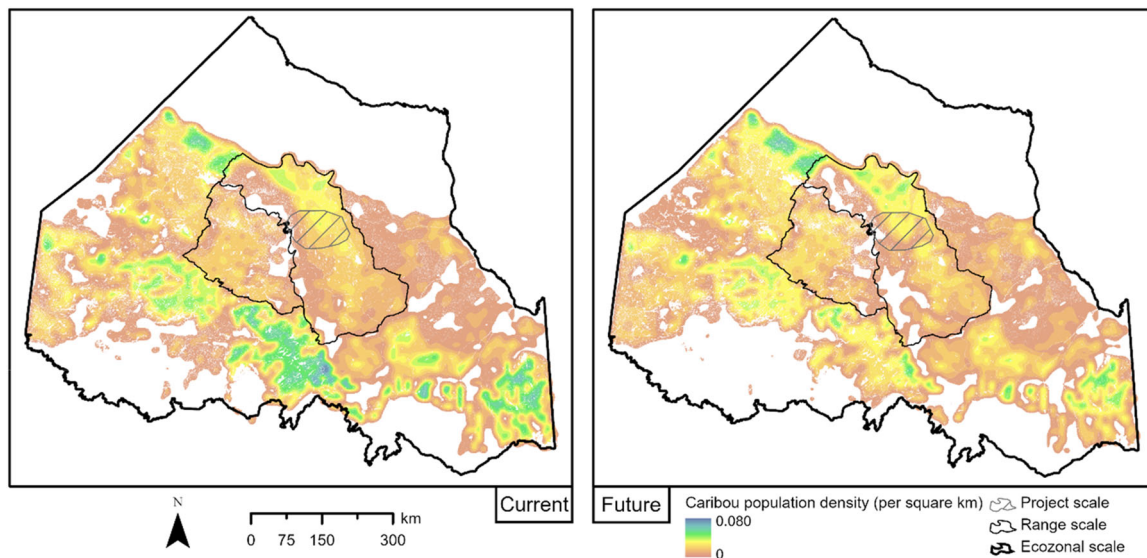 Current
Future
N
km
0 75 150 300
Caribou population density (per square km)
0.080
0
Project scale
Range scale
Ecozonal scale